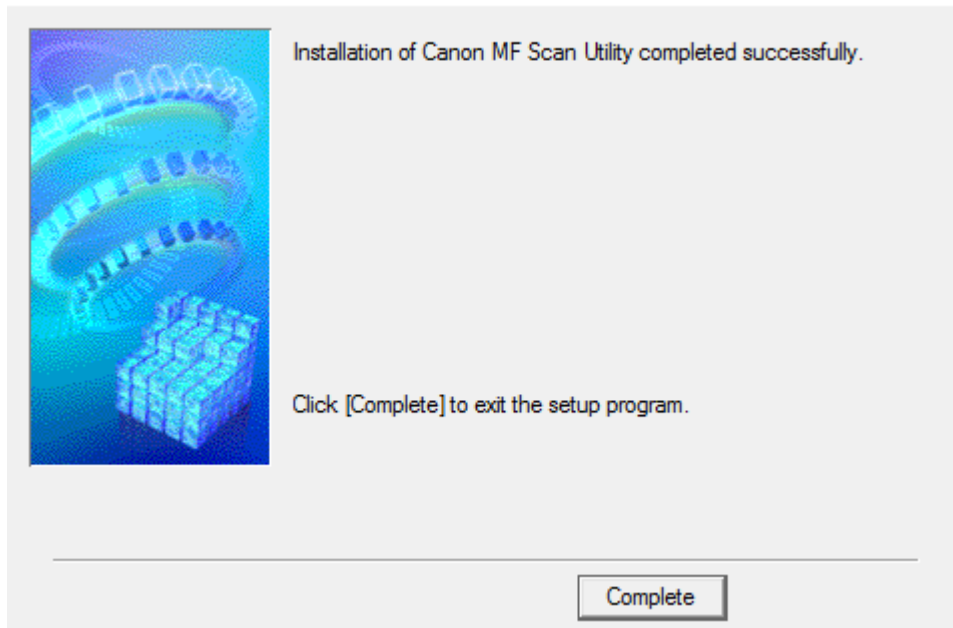 Installation of Canon MF Scan Utility completed successfully.
Click [Complete] to exit the setup program.
Complete